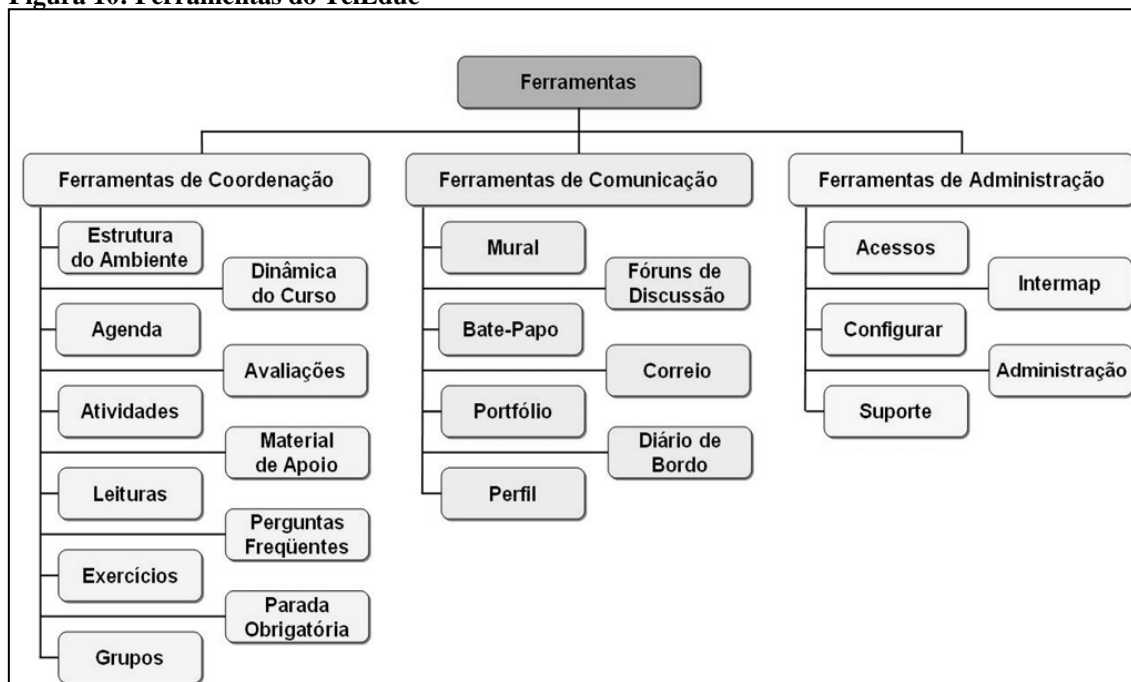 Figura 10: Ferramentas do TelEduc
Ferramentas
Ferramentas de Coordenação
Estrutura
do Ambiente
Dinâmica
do Curso
Agenda
Avaliações
Atividades
Material
de Apoio
Leituras
Perguntas
Freqüentes
Exercícios
Parada
Obrigatória
Grupos
Ferramentas de Comunicação
Mural
Fóruns de
Discussão
Bate-Papo
Correio
Portfólio
Diário de
Bordo
Perfil
Ferramentas de Administração
Acessos
Intermap
Configurar
Administração
Suporte